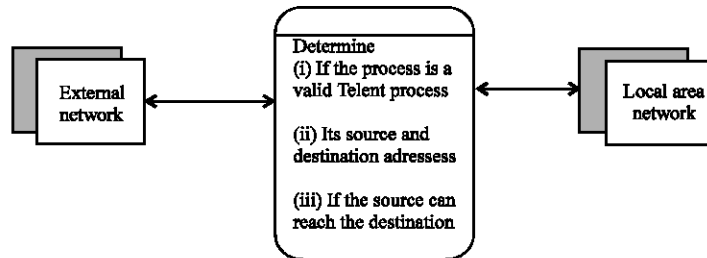 External
network
Determine
(i) If the process is a
valid Telent process
(ii) Its source and
destination adressess
(iii) If the source can
reach the destination
Local area
network